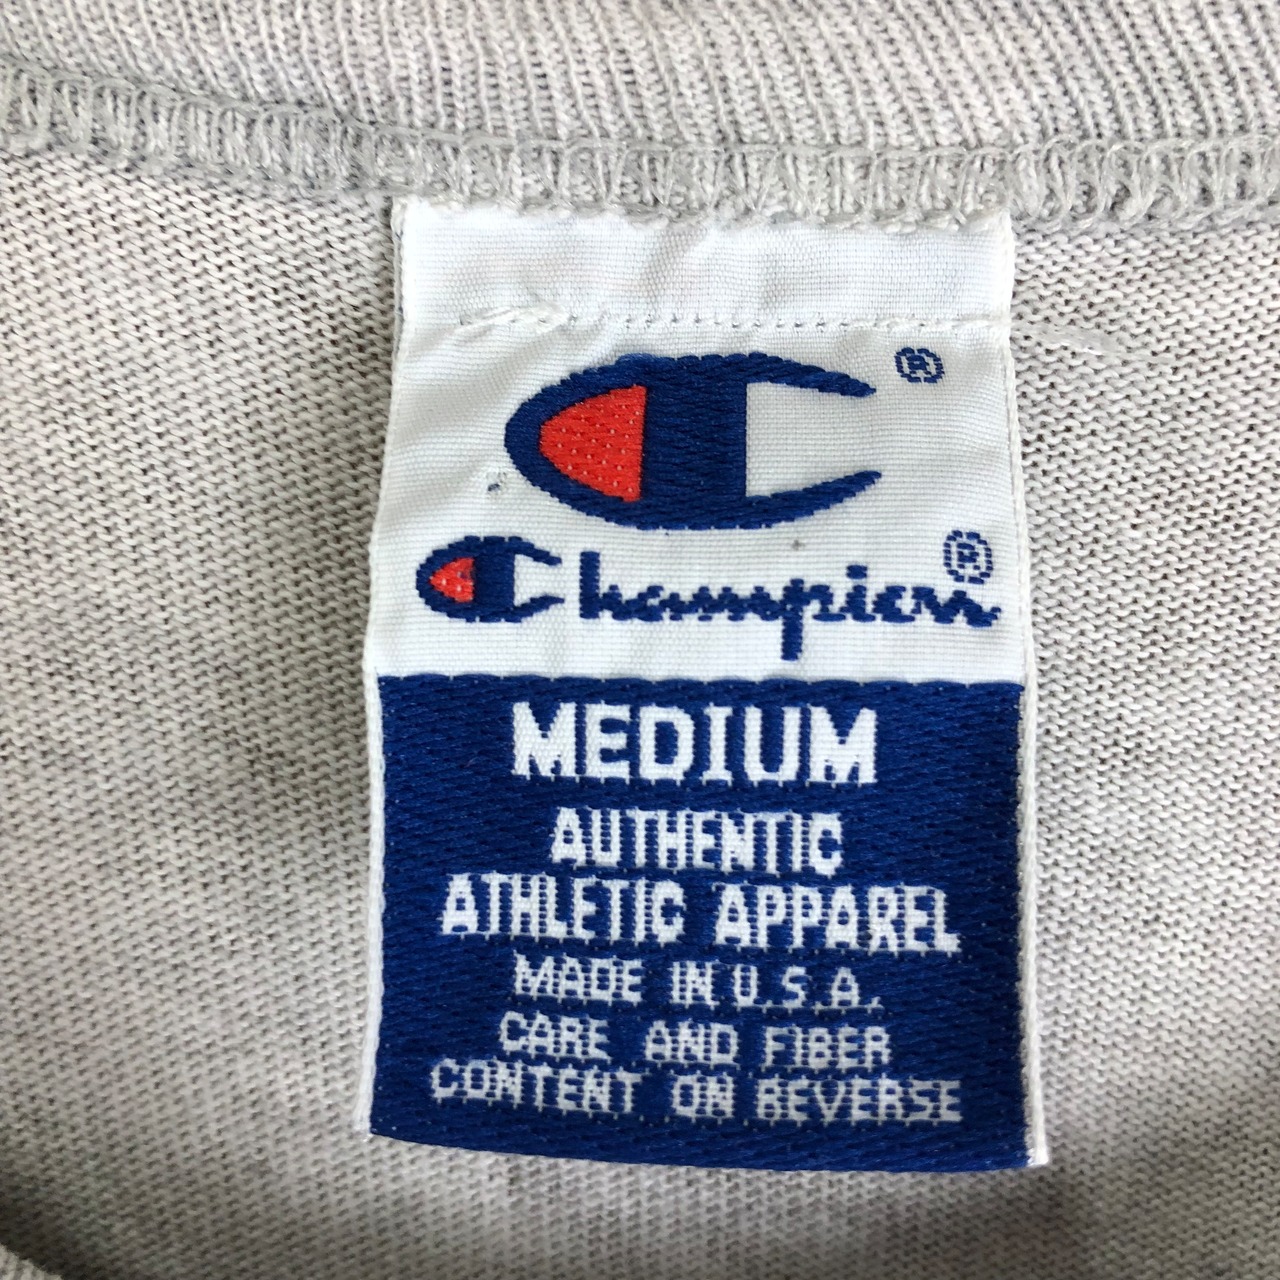 ®
Champion®
MEDIUM
AUTHENTIC
ATHLETIC APPAREL
MADE IN U.S.A.
CARE AND FIBER
CONTENT ON REVERSE